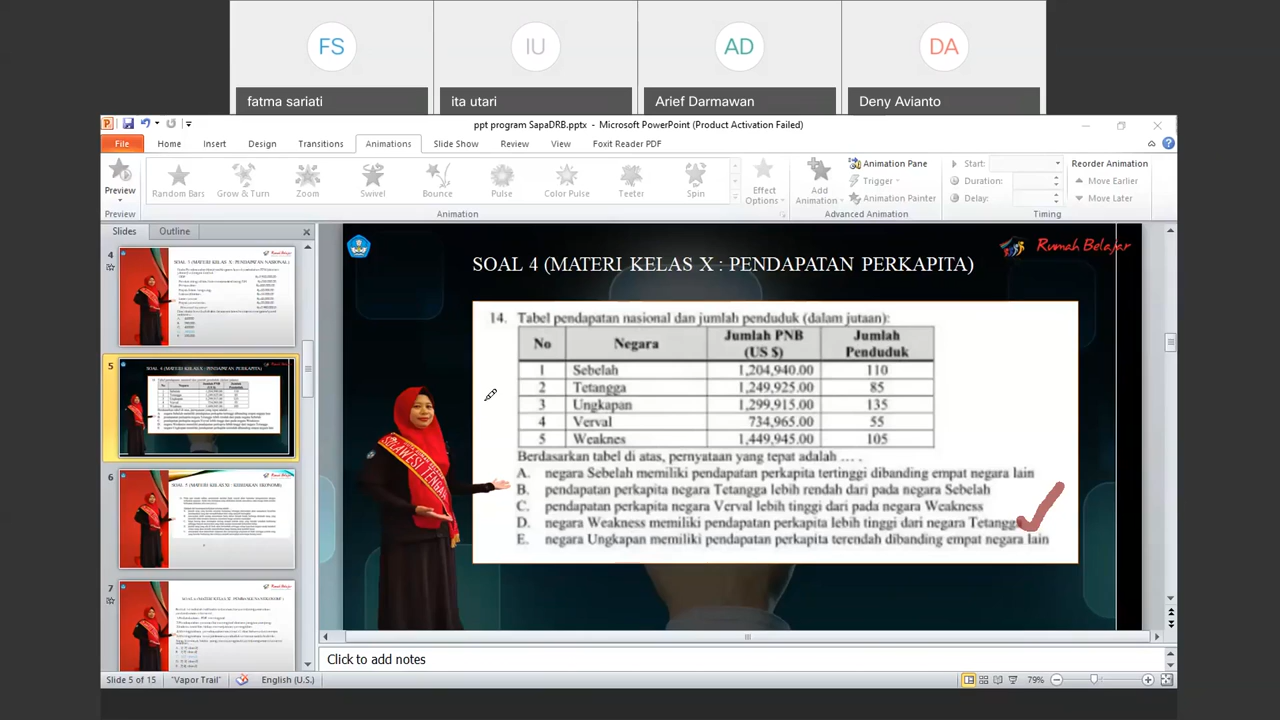 FS
IU
AD
DA
fatma sariati
ita utari
Arief Darmawan
Deny Avianto
ppt program SapaDRB.pptx - Microsoft PowerPoint (Product Activation Failed)
File
Home
Insert
Design
Transitions
Animations
Slide Show
Review
View
Foxit Reader PDF
Preview
Random Bars
Grow & Turn
Zoom
Swivel
Bounce
Pulse
Color Pulse
Teeter
Spin
Effect Options
Add Animation
Animation Pane
Trigger
Animation Painter
Start:
Duration:
Delay:
Reorder Animation
Move Earlier
Move Later
Preview
Animation
Advanced Animation
Timing
Slides
Outline
4
5
6
7
Rumah Belajar
SOAL 4 (MATERI KELAS X : PENDAPATAN PERKAPITA)
SULAWESI TENGAH
14. Tabel pendapatan nasional dan jumlah penduduk (dalam jutaan);
No Negara Jumlah PNB (US $) Jumlah Penduduk
1 Sebelah 1,204,940.00 110
2 Tetangga 1,249,925.00 85
3 Ungkapan 1,299,915.00 135
4 Verval 734,965.00 55
5 Weaknes 1,449,945.00 105
Berdasarkan tabel di atas, pernyataan yang tepat adalah ... .
A. negara Sebelah memiliki pendapatan perkapita tertinggi dibanding empat negara lain
B. pendapatan perkapita negara Tetangga lebih rendah dari pada negara Sebelah
C. pendapatan perkapita negara Verval lebih tinggi dari pada negara Weakness
D. negara Weakness memiliki pendapatan perkapita lebih tinggi dari negara Tetangga
E. negara Ungkapan memiliki pendapatan perkapita terendah dibanding empat negara lain
Click to add notes
Slide 5 of 15
"Vapor Trail"
English (U.S.)
79%